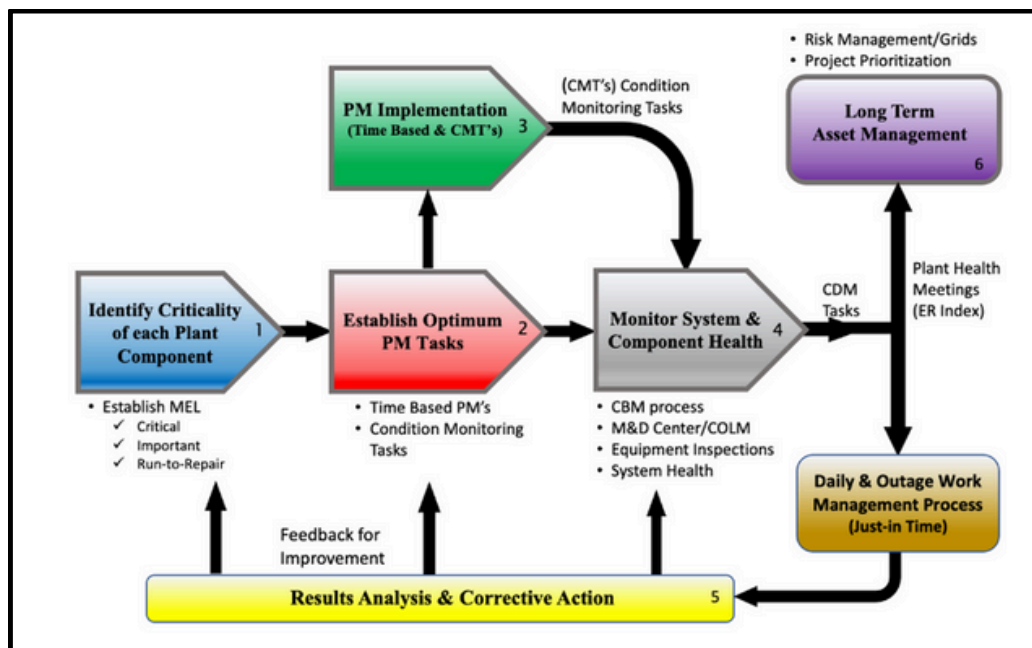 • Risk Management/Grids
• Project Prioritization
PM Implementation
(Time Based & CMT's)
3
(CMT's) Condition
Monitoring Tasks
Long Term
Asset Management
6
Identify Criticality
of each Plant
Component
1
Establish Optimum
PM Tasks
2
Monitor System &
Component Health
4
CDM
Tasks
Plant Health
Meetings
(ER Index)
• Establish MEL
✓ Critical
✓ Important
✓ Run-to-Repair
• Time Based PM's
• Condition Monitoring
Tasks
• CBM process
• M&D Center/COLM
• Equipment Inspections
• System Health
Daily & Outage Work
Management Process
(Just-in Time)
Feedback for
Improvement
Results Analysis & Corrective Action
5